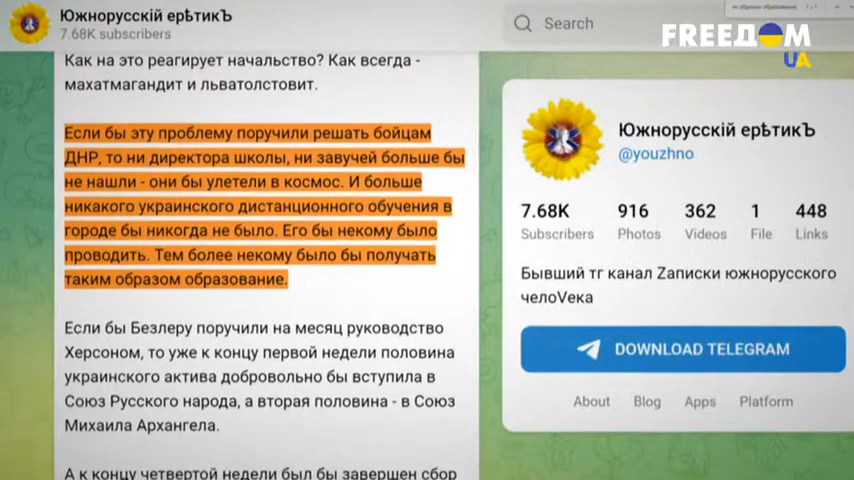 Южнорусскій ерѣтикЪ
7.68K subscribers
Search
FREEDOM
UA
Как на это реагирует начальство? Как всегда -
махатмагандит и льватолстовит.
Если бы эту проблему поручили решать бойцам
ДНР, то ни директора школы, ни завучей больше бы
не нашли - они бы улетели в космос. И больше
никакого украинского дистанционного обучения в
городе бы никогда не было. Его бы некому было
проводить. Тем более некому было бы получать
таким образом образование.
Если бы Безлеру поручили на месяц руководство
Херсоном, то уже к концу первой недели половина
украинского актива добровольно бы вступила в
Союз Русского народа, а вторая половина - в Союз
Михаила Архангела.
А к концу четвертой недели был бы завершен сбор
Южнорусскій ерѣтикЪ
@youzhno
7.68K 916 362 1 448
Subscribers Photos Videos File Links
Бывший тг канал Zаписки южнорусского
челоVека
DOWNLOAD TELEGRAM
About Blog Apps Platform